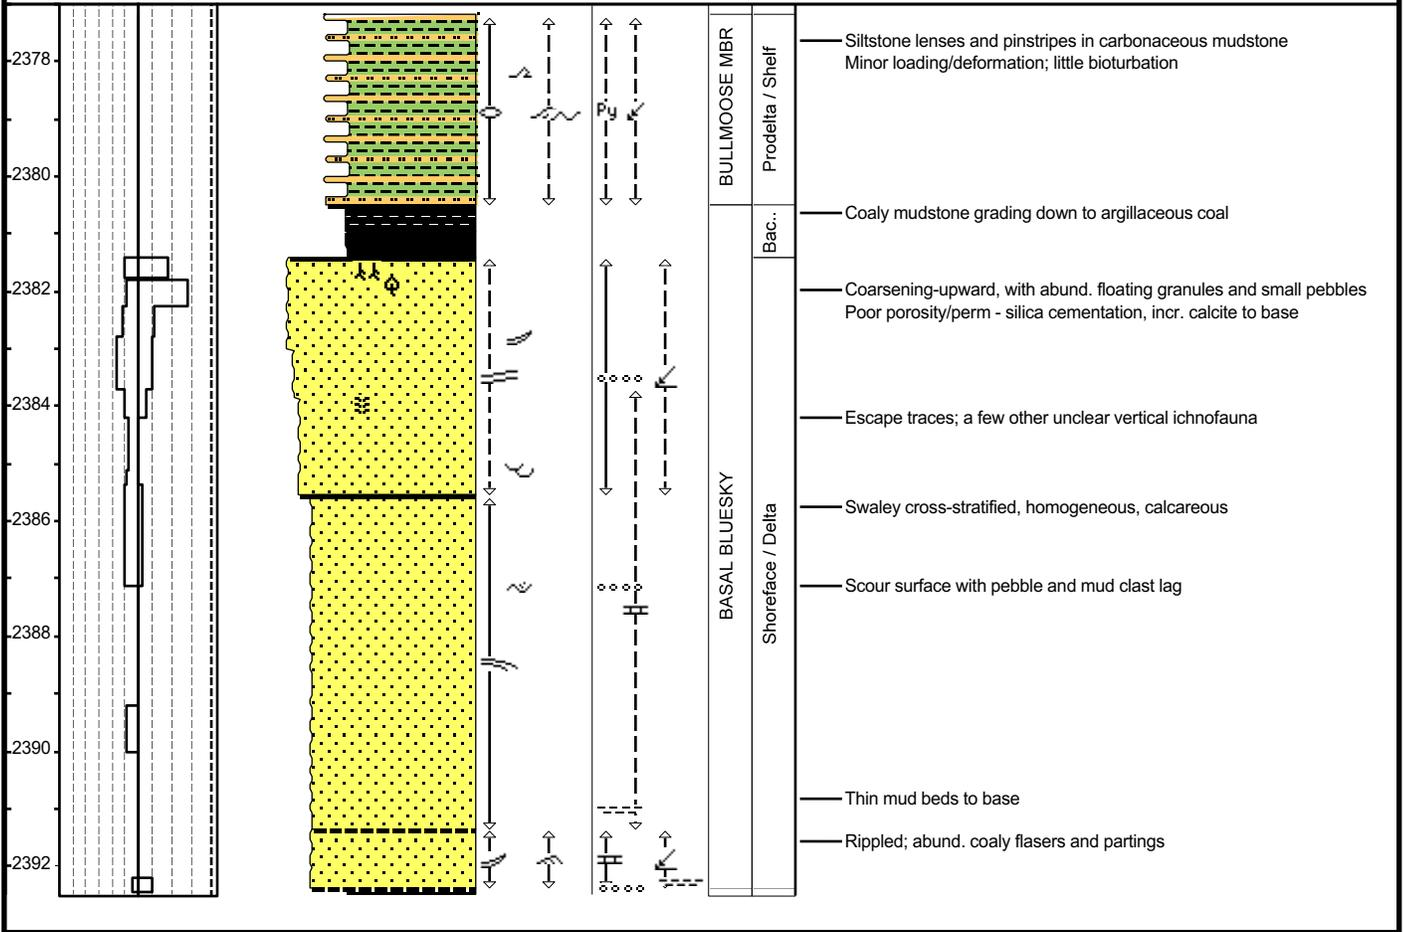 2378
2380
2382
2384
2386
2388
2390
2392
Py
BULLMOOSE MBR
BASAL BLUESKY
Prodelta / Shelf
Bac..
Shoreface / Delta
Siltstone lenses and pinstripes in carbonaceous mudstone
Minor loading/deformation; little bioturbation
Coaly mudstone grading down to argillaceous coal
Coarsening-upward, with abund. floating granules and small pebbles
Poor porosity/perm - silica cementation, incr. calcite to base
Escape traces; a few other unclear vertical ichnofauna
Swaley cross-stratified, homogeneous, calcareous
Scour surface with pebble and mud clast lag
Thin mud beds to base
Rippled; abund. coaly flasers and partings